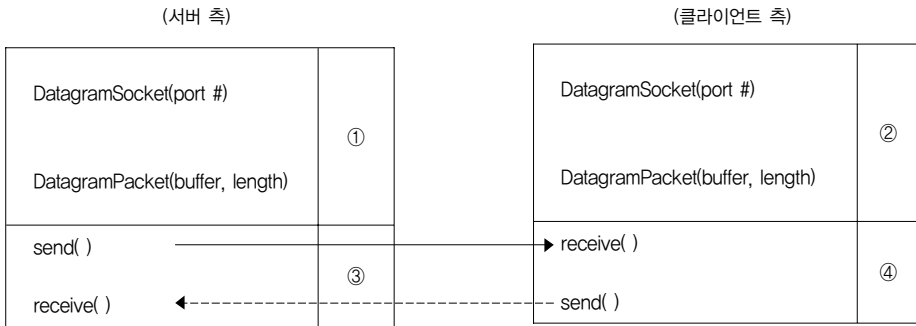 (서버 측)
(클라이언트 측)
DatagramSocket(port #)
DatagramPacket(buffer, length)
①
DatagramSocket(port #)
DatagramPacket(buffer, length)
②
send( )
receive( )
③
receive( )
send( )
④